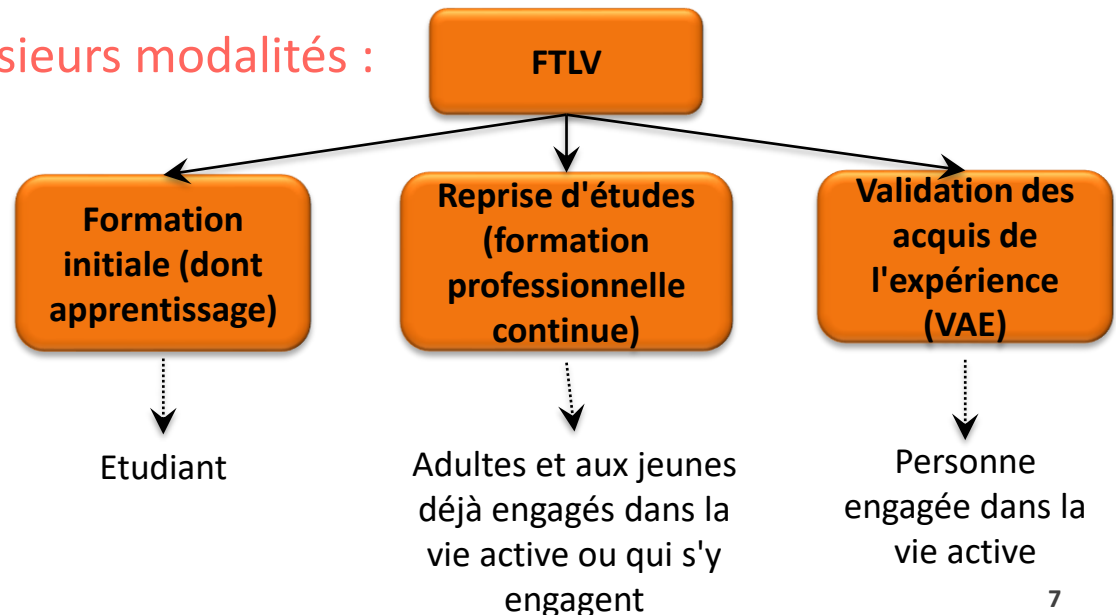 sieurs modalités :
FTLV
Formation
initiale (dont
apprentissage)
Reprise d'études
(formation
professionnelle
continue)
Validation des
acquis de
l'expérience
(VAE)
Etudiant
Adultes et aux jeunes
déjà engagés dans la
vie active ou qui s'y
engagent
Personne
engagée dans la
vie active
7